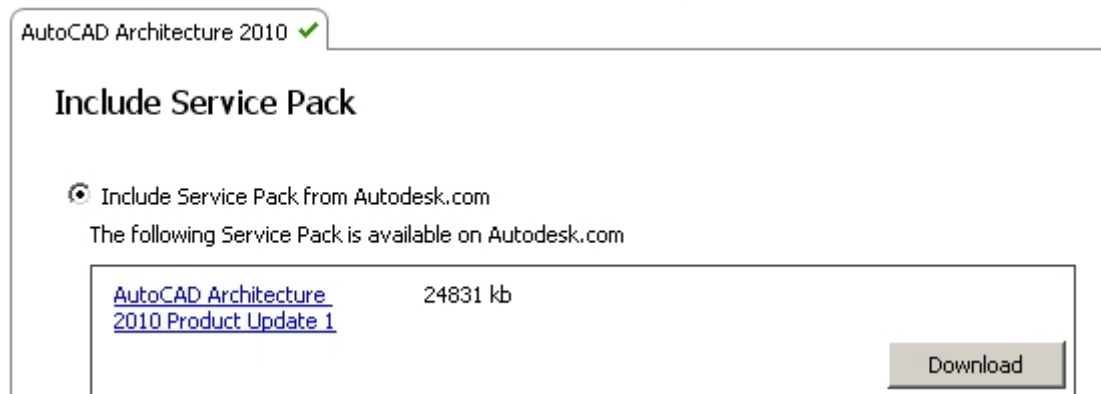 AutoCAD Architecture 2010
Include Service Pack
Include Service Pack from Autodesk.com
The following Service Pack is available on Autodesk.com
AutoCAD Architecture 24831 kb
2010 Product Update 1
Download